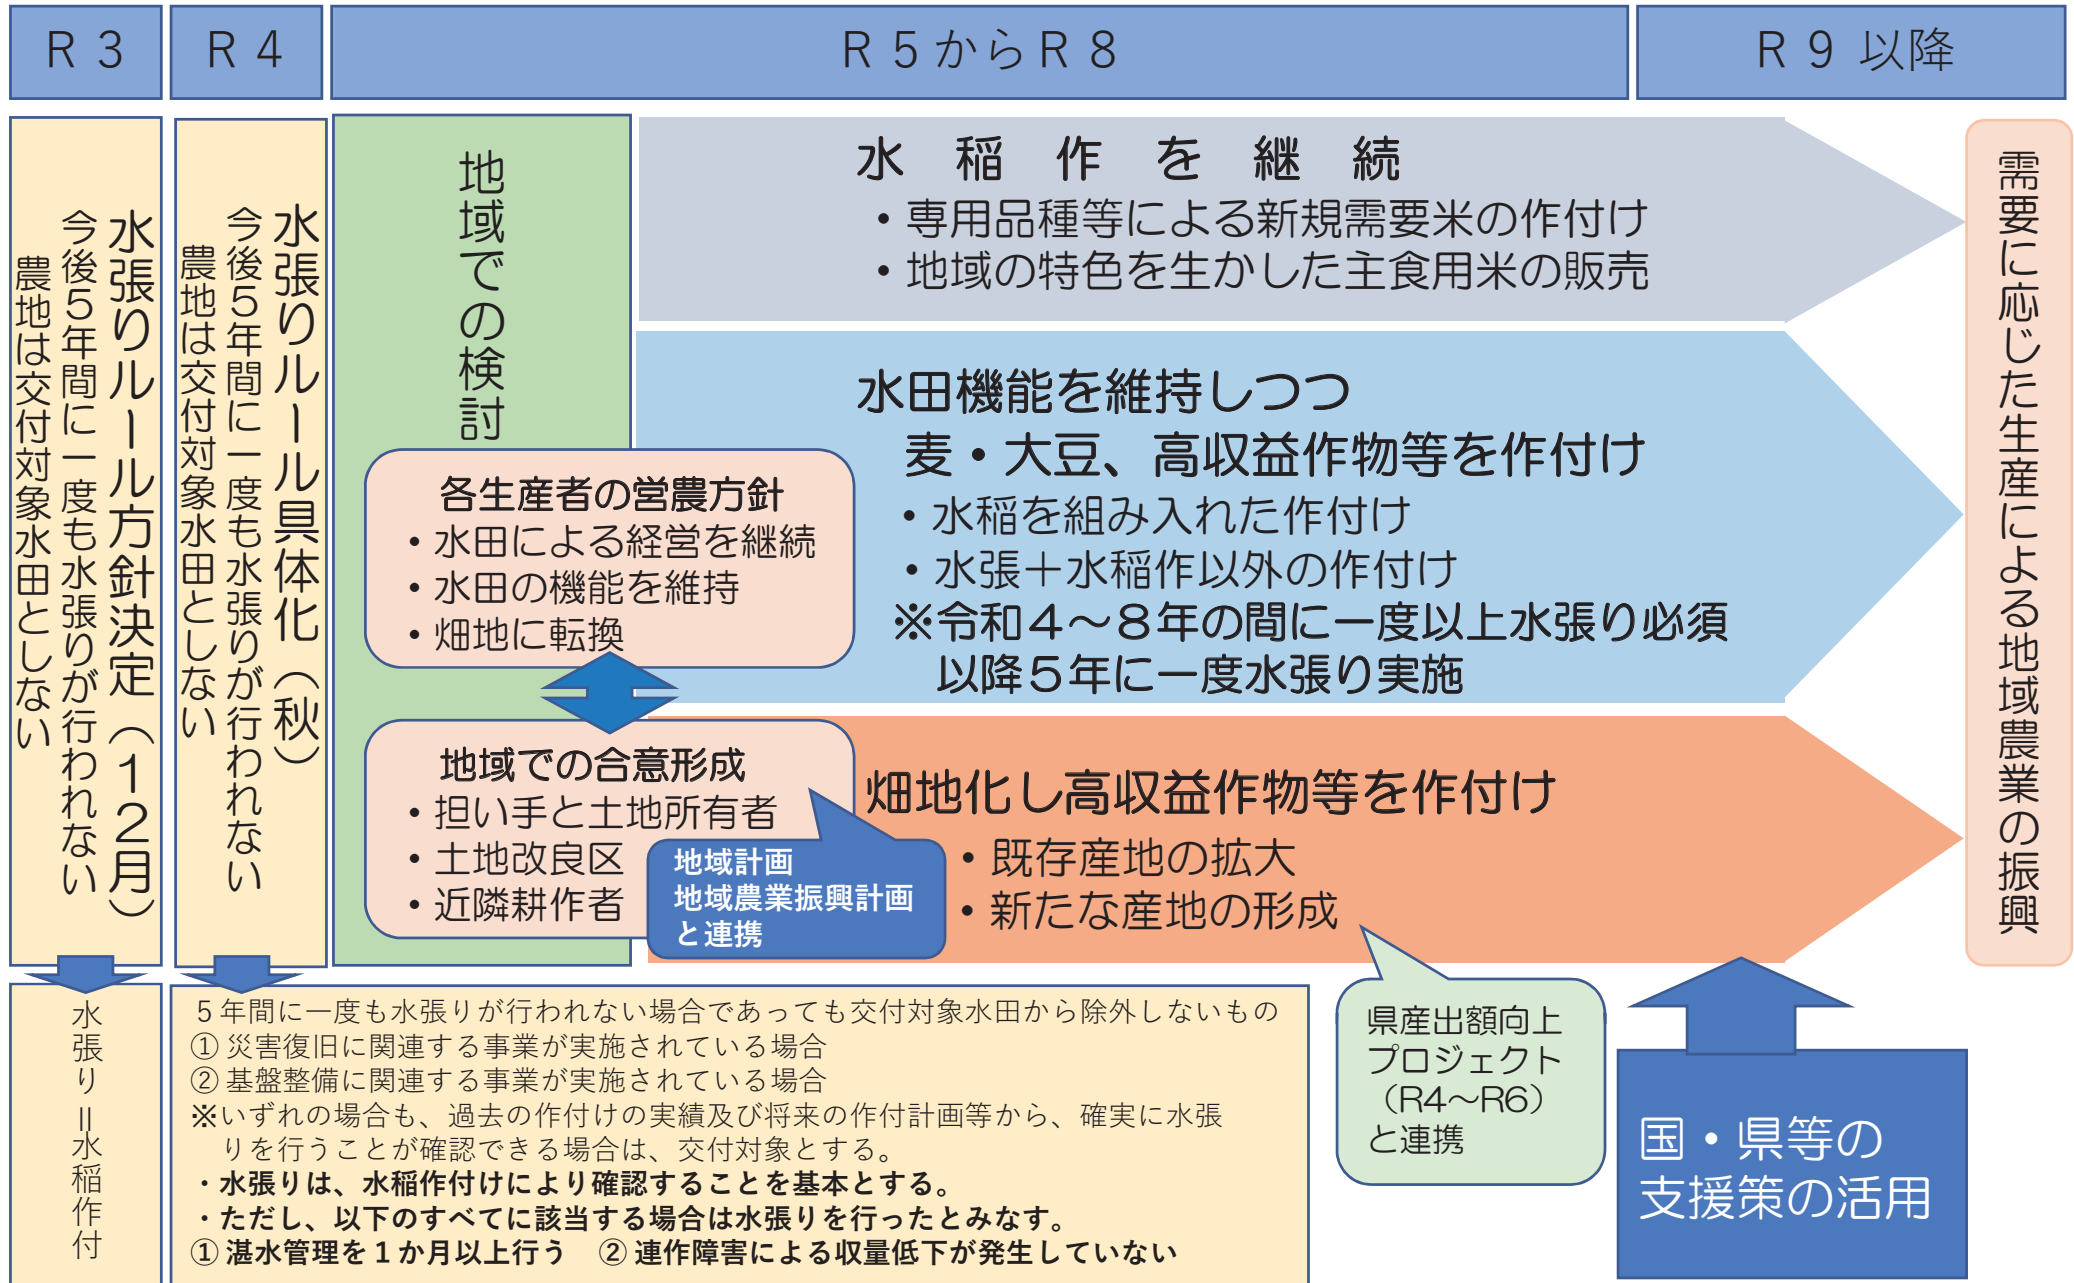 R 3
R 4
R 5 からR 8
R 9 以降
水張りルール方針決定（12月）
今後5年間に一度も水張りが行われない
農地は交付対象水田としない
水張りルール具体化（秋）
今後5年間に一度も水張りが行われない
農地は交付対象水田としない
地域での検討
各生産者の営農方針
・水田による経営を継続
・水田の機能を維持
・畑地に転換
地域での合意形成
・担い手と土地所有者
・土地改良区
・近隣耕作者
地域計画
地域農業振興計画
と連携
水稲作を継続
・専用品種等による新規需要米の作付け
・地域の特色を生かした主食用米の販売
水田機能を維持しつつ
麦・大豆、高収益作物等を作付け
・水稲を組み入れた作付け
・水張＋水稲作以外の作付け
※令和4～8年の間に一度以上水張り必須
以降5年に一度水張り実施
畑地化し高収益作物等を作付け
・既存産地の拡大
・新たな産地の形成
需要に応じた生産による地域農業の振興
水張り＝水稲作付
5年間に一度も水張りが行われない場合であっても交付対象水田から除外しないもの
①災害復旧に関連する事業が実施されている場合
②基盤整備に関連する事業が実施されている場合
※いずれの場合も、過去の作付けの実績及び将来の作付計画等から、確実に水張
りを行うことが確認できる場合は、交付対象とする。
・水張りは、水稲作付けにより確認することを基本とする。
・ただし、以下のすべてに該当する場合は水張りを行ったとみなす。
①湛水管理を1か月以上行う　②連作障害による収量低下が発生していない
県産出額向上
プロジェクト
（R4～R6）
と連携
国・県等の
支援策の活用